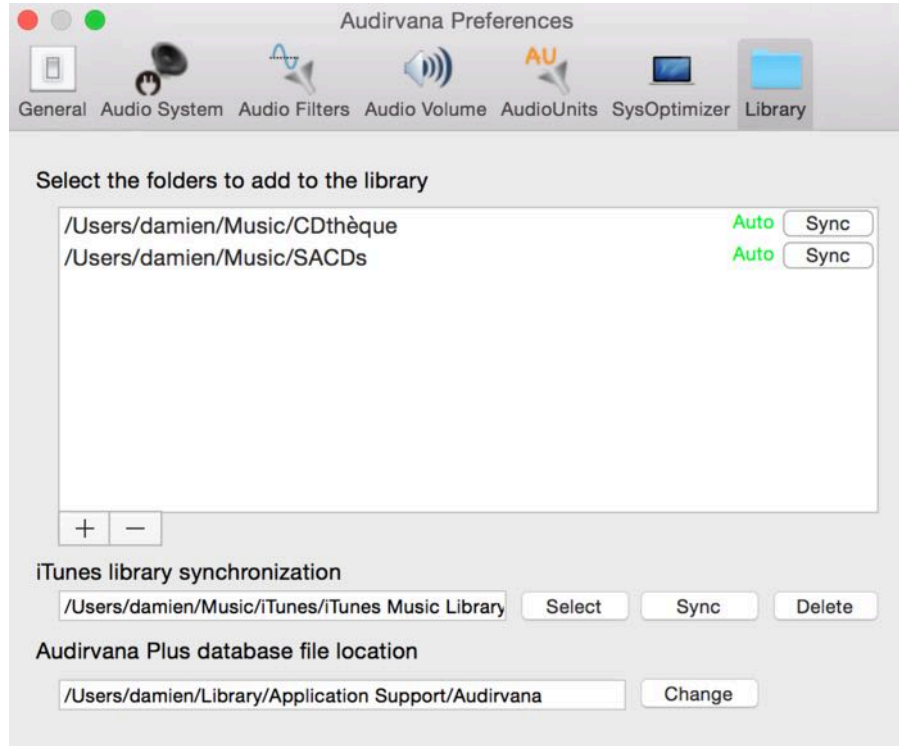 Audirvana Preferences
AU
General Audio System Audio Filters Audio Volume AudioUnits SysOptimizer Library
Select the folders to add to the library
/Users/damien/Music/CDthèque Auto Sync
/Users/damien/Music/SACDs Auto Sync
+ −
iTunes library synchronization
/Users/damien/Music/iTunes/iTunes Music Library Select Sync Delete
Audirvana Plus database file location
/Users/damien/Library/Application Support/Audirvana Change